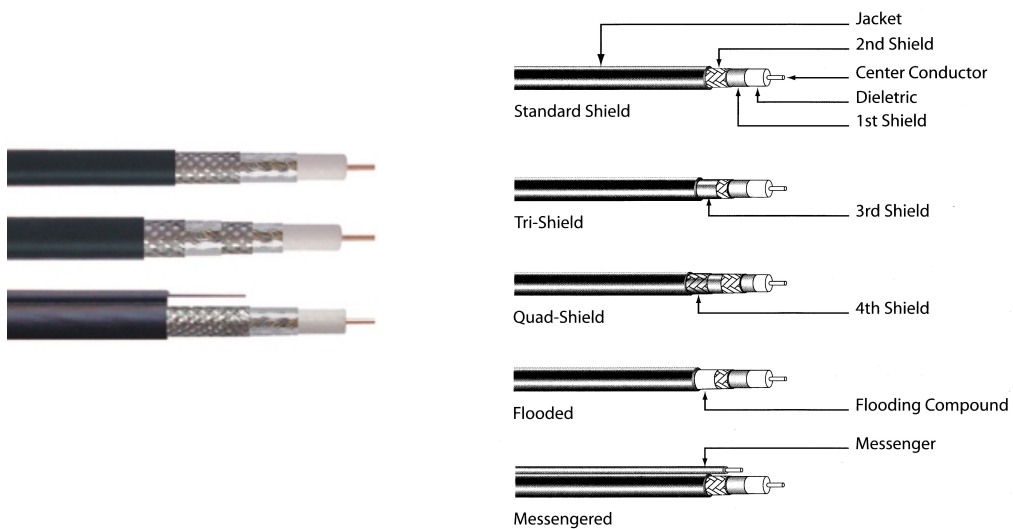 Jacket
2nd Shield
Center Conductor
Dieletric
1st Shield
Standard Shield
3rd Shield
Tri-Shield
4th Shield
Quad-Shield
Flooding Compound
Flooded
Messenger
Messengered